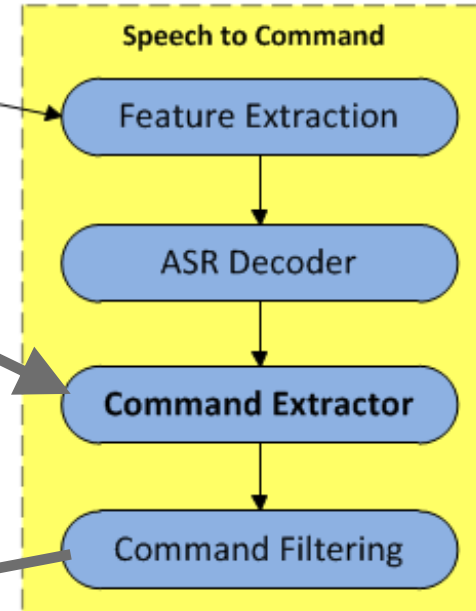 Speech to Command
Feature Extraction
ASR Decoder
Command Extractor
Command Filtering